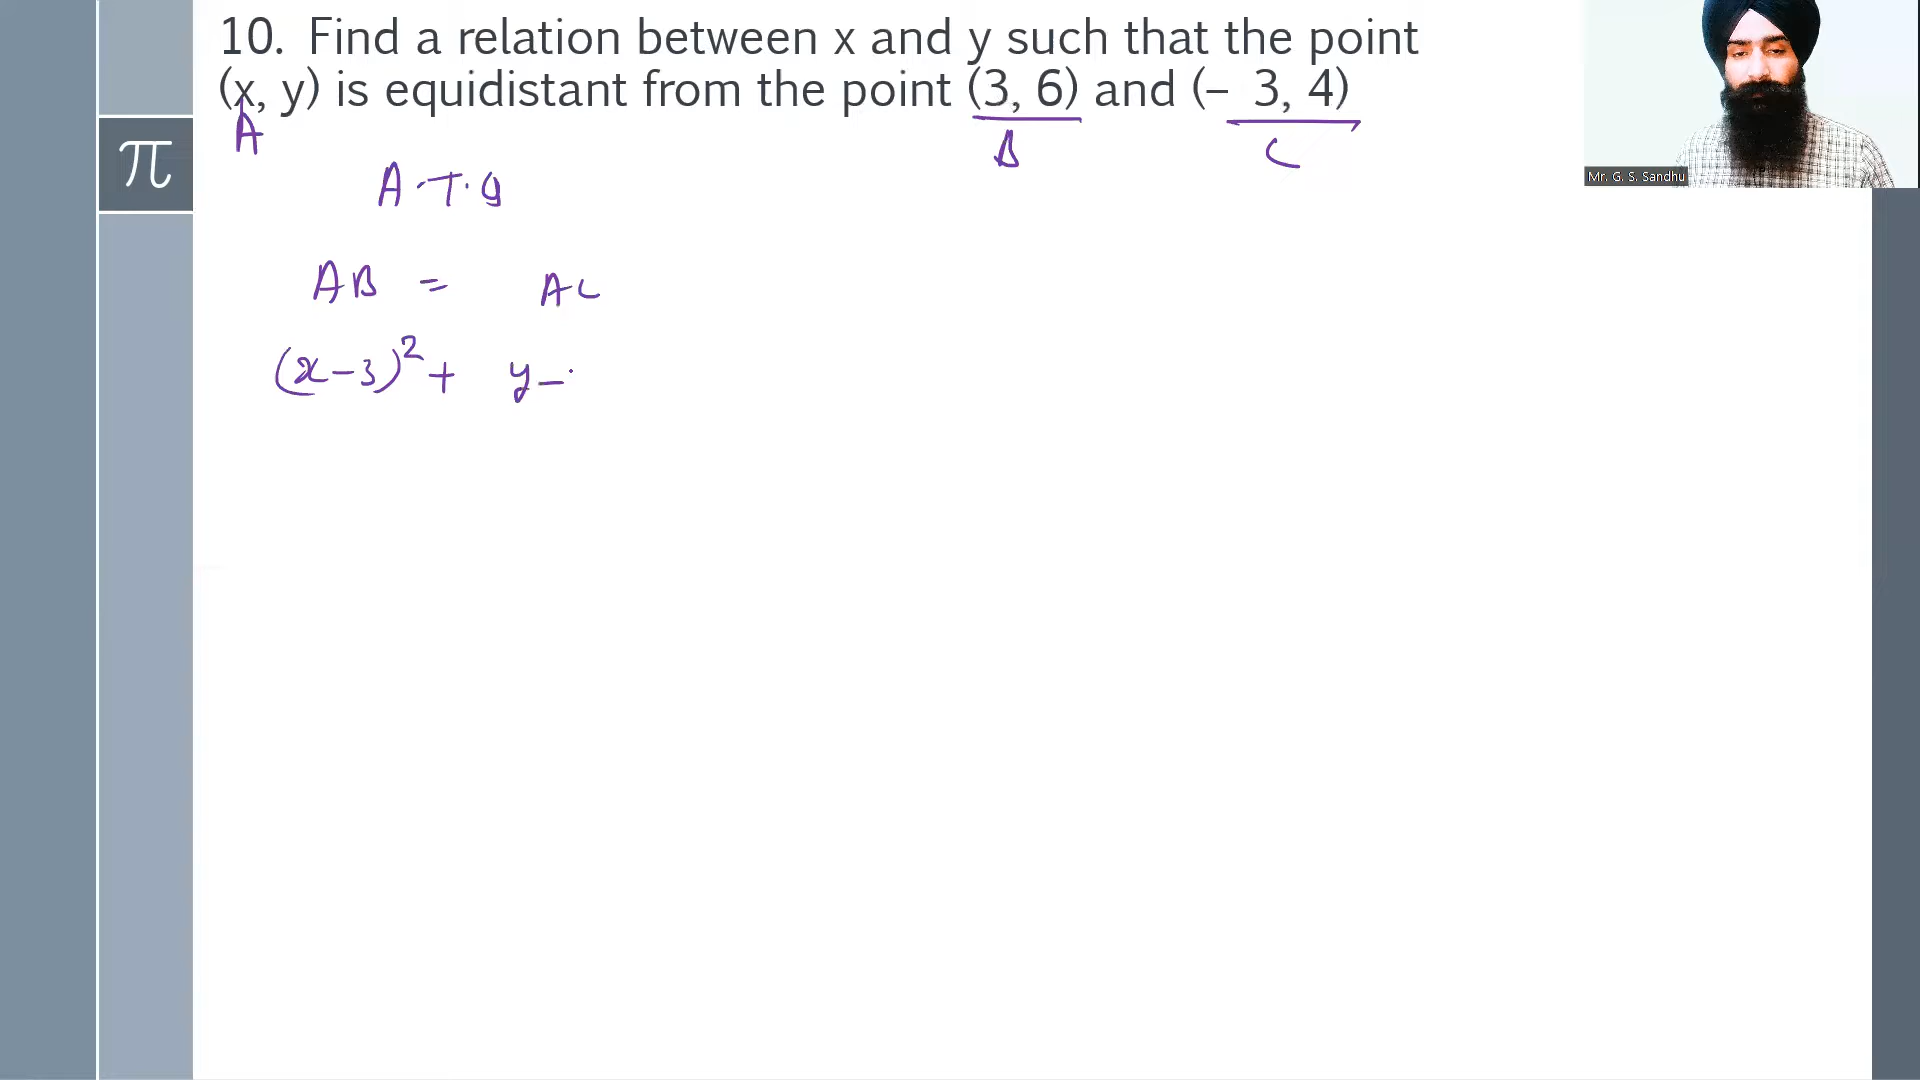 10. Find a relation between x and y such that the point
(x, y) is equidistant from the point (3, 6) and (– 3, 4)
A B C
π
Mr. G. S. Sandhu
A.T.Q
AB = AC
(x-3)² + y-